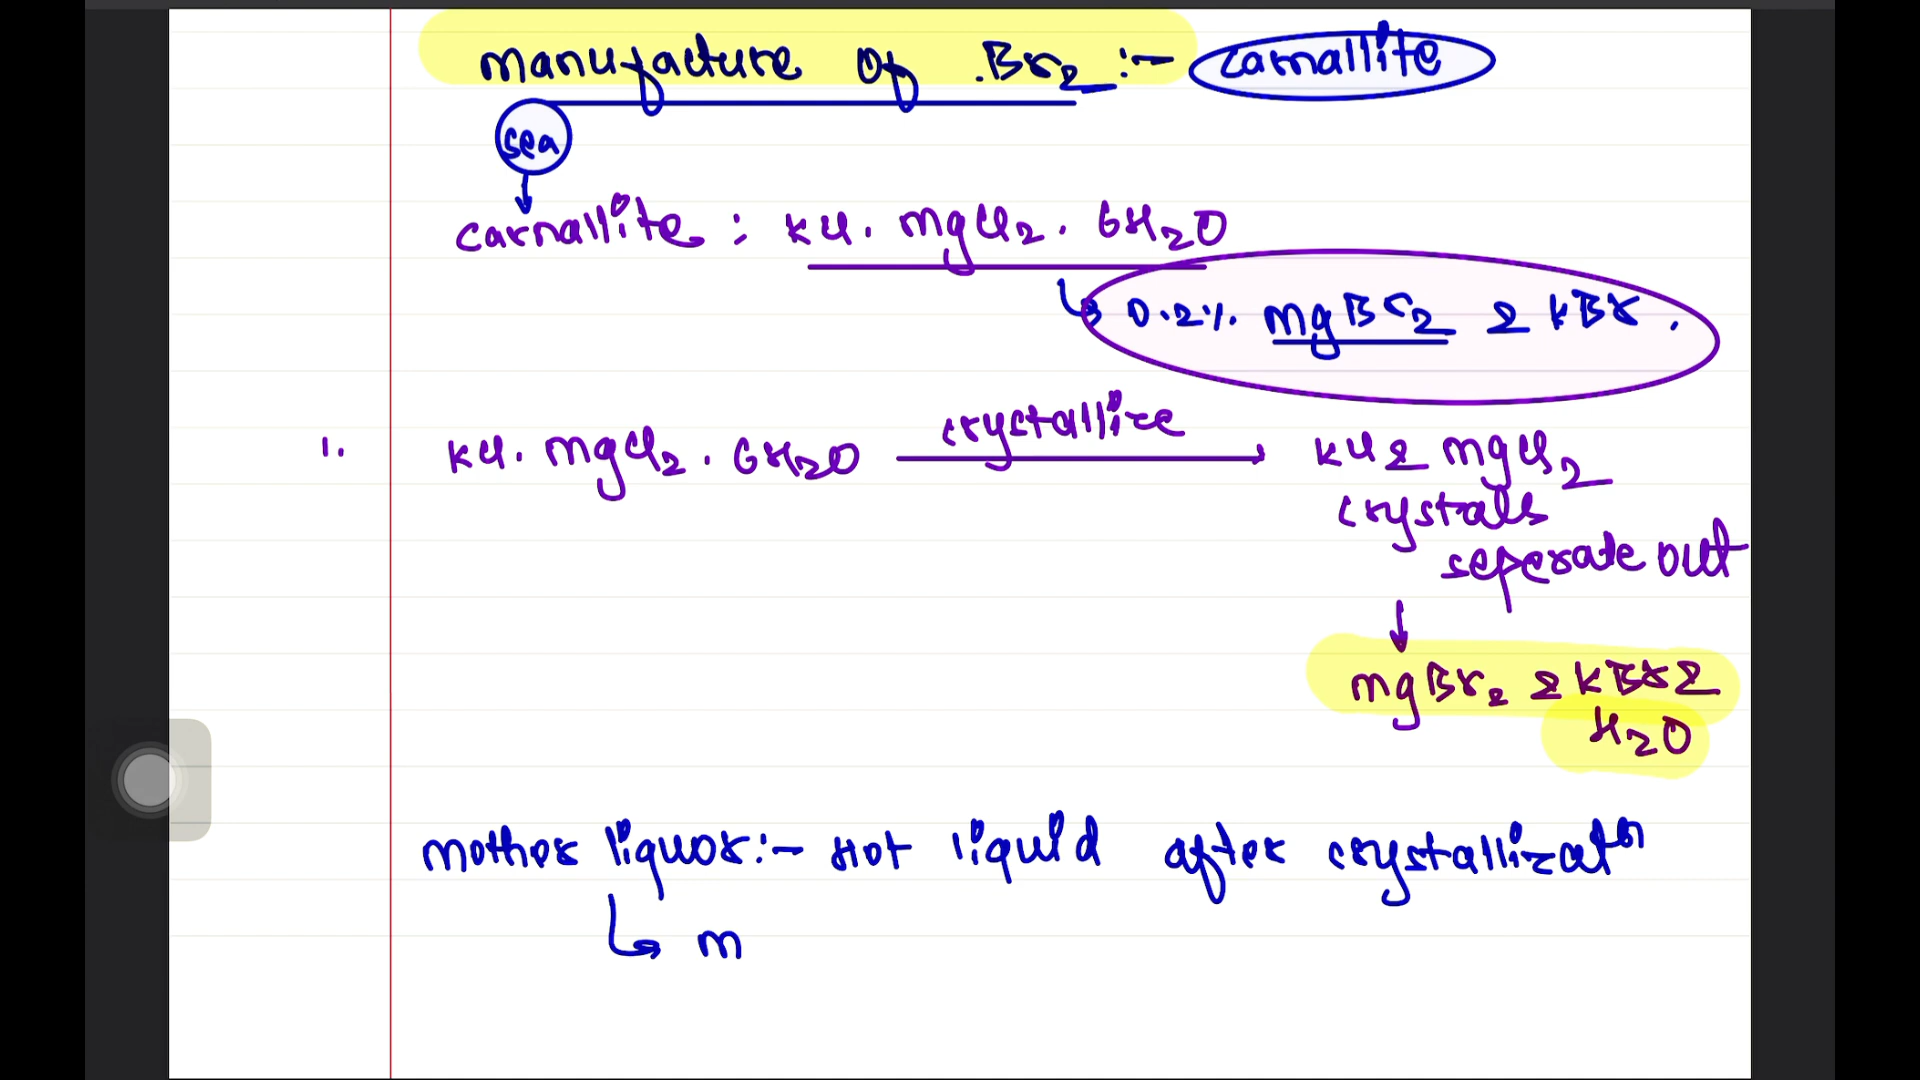 manufacture of Br2 :- carnallite
sea
carnallite : KCl. MgCl2. 6H2O
0.2% MgBr2 & KBr.
1. KCl. MgCl2. 6H2O crystallize KCl & MgCl2
crystals
seperate out
MgBr2 & KBr &
H2O
mother liquor:- Hot liquid after crystallizatn
m